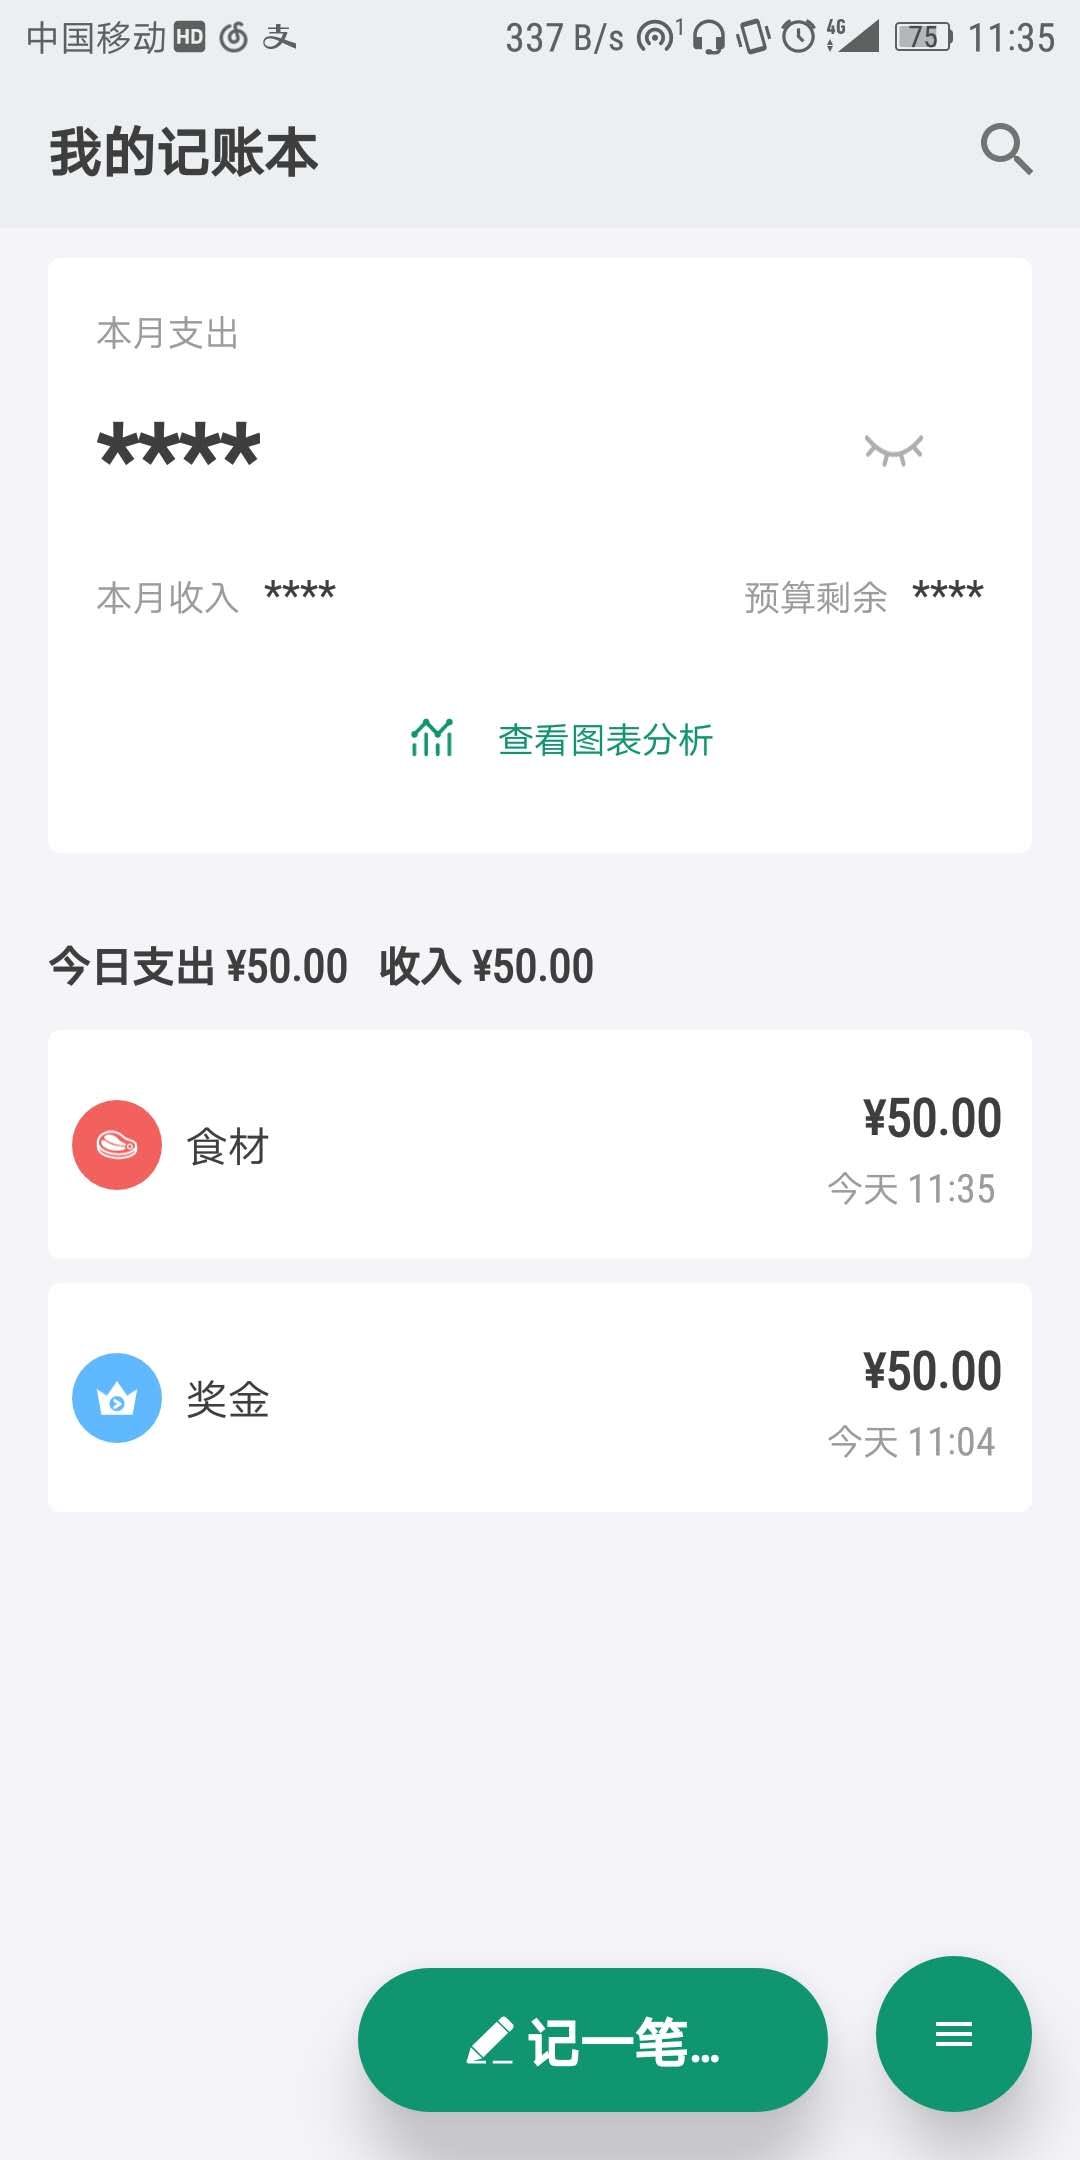 中国移动 HD 337 B/s 1 4G 75 11:35
我的记账本
本月支出
****
本月收入 **** 预算剩余 ****
查看图表分析
今日支出 ¥50.00 收入 ¥50.00
食材
¥50.00
今天 11:35
奖金
¥50.00
今天 11:04
记一笔...